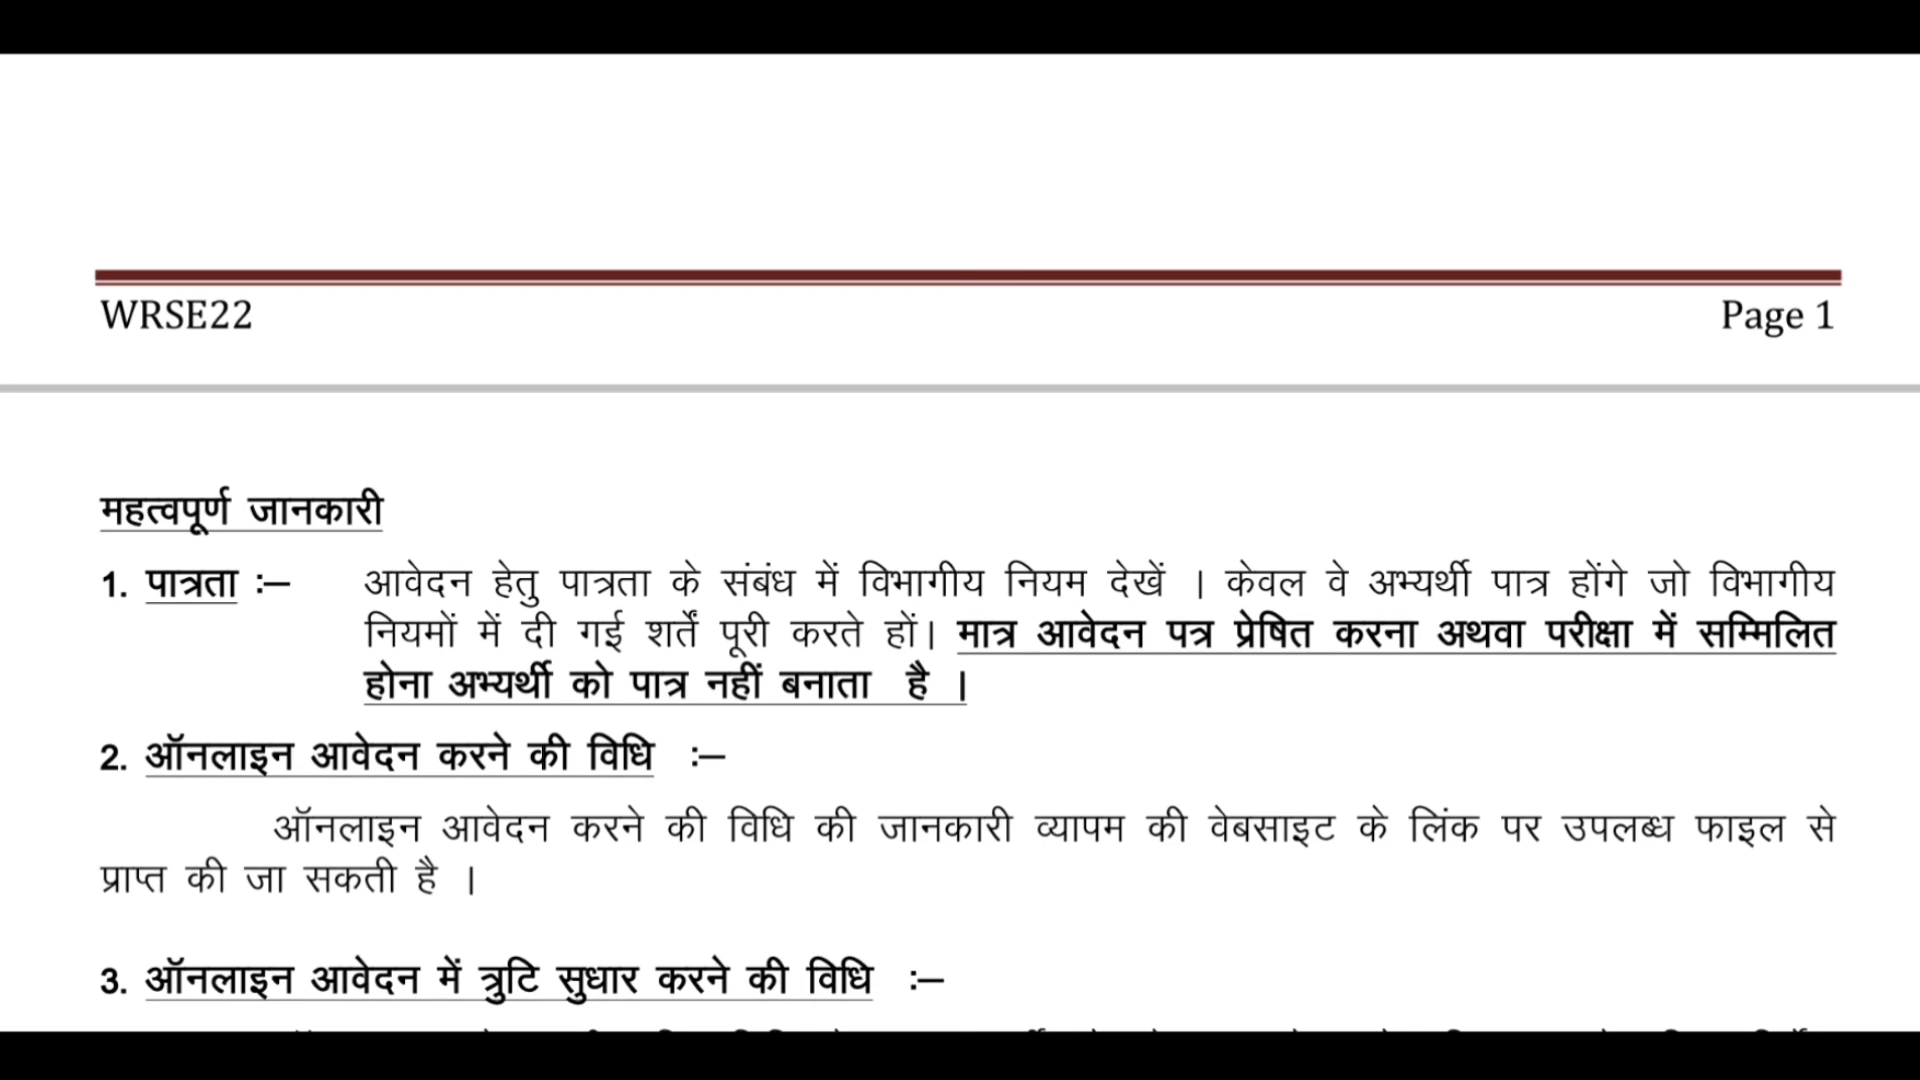 WRSE22 Page 1
महत्वपूर्ण जानकारी
1. पात्रता :– आवेदन हेतु पात्रता के संबंध में विभागीय नियम देखें । केवल वे अभ्यर्थी पात्र होंगे जो विभागीय
नियमों में दी गई शर्तें पूरी करते हों। मात्र आवेदन पत्र प्रेषित करना अथवा परीक्षा में सम्मिलित
होना अभ्यर्थी को पात्र नहीं बनाता है ।
2. ऑनलाइन आवेदन करने की विधि :–
ऑनलाइन आवेदन करने की विधि की जानकारी व्यापम की वेबसाइट के लिंक पर उपलब्ध फाइल से
प्राप्त की जा सकती है ।
3. ऑनलाइन आवेदन में त्रुटि सुधार करने की विधि :–